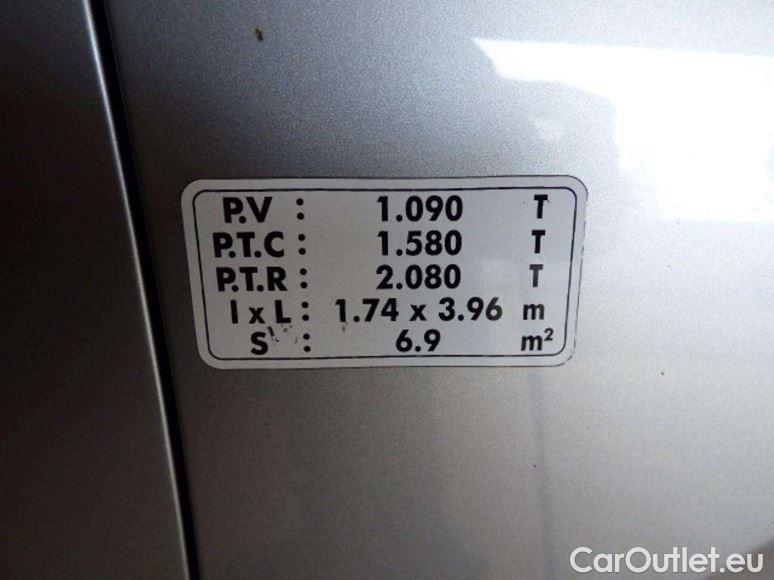 P.V : 1.090 T
P.T.C : 1.580 T
P.T.R : 2.080 T
l x L : 1.74 x 3.96 m
S : 6.9 m²
CarOutlet.eu